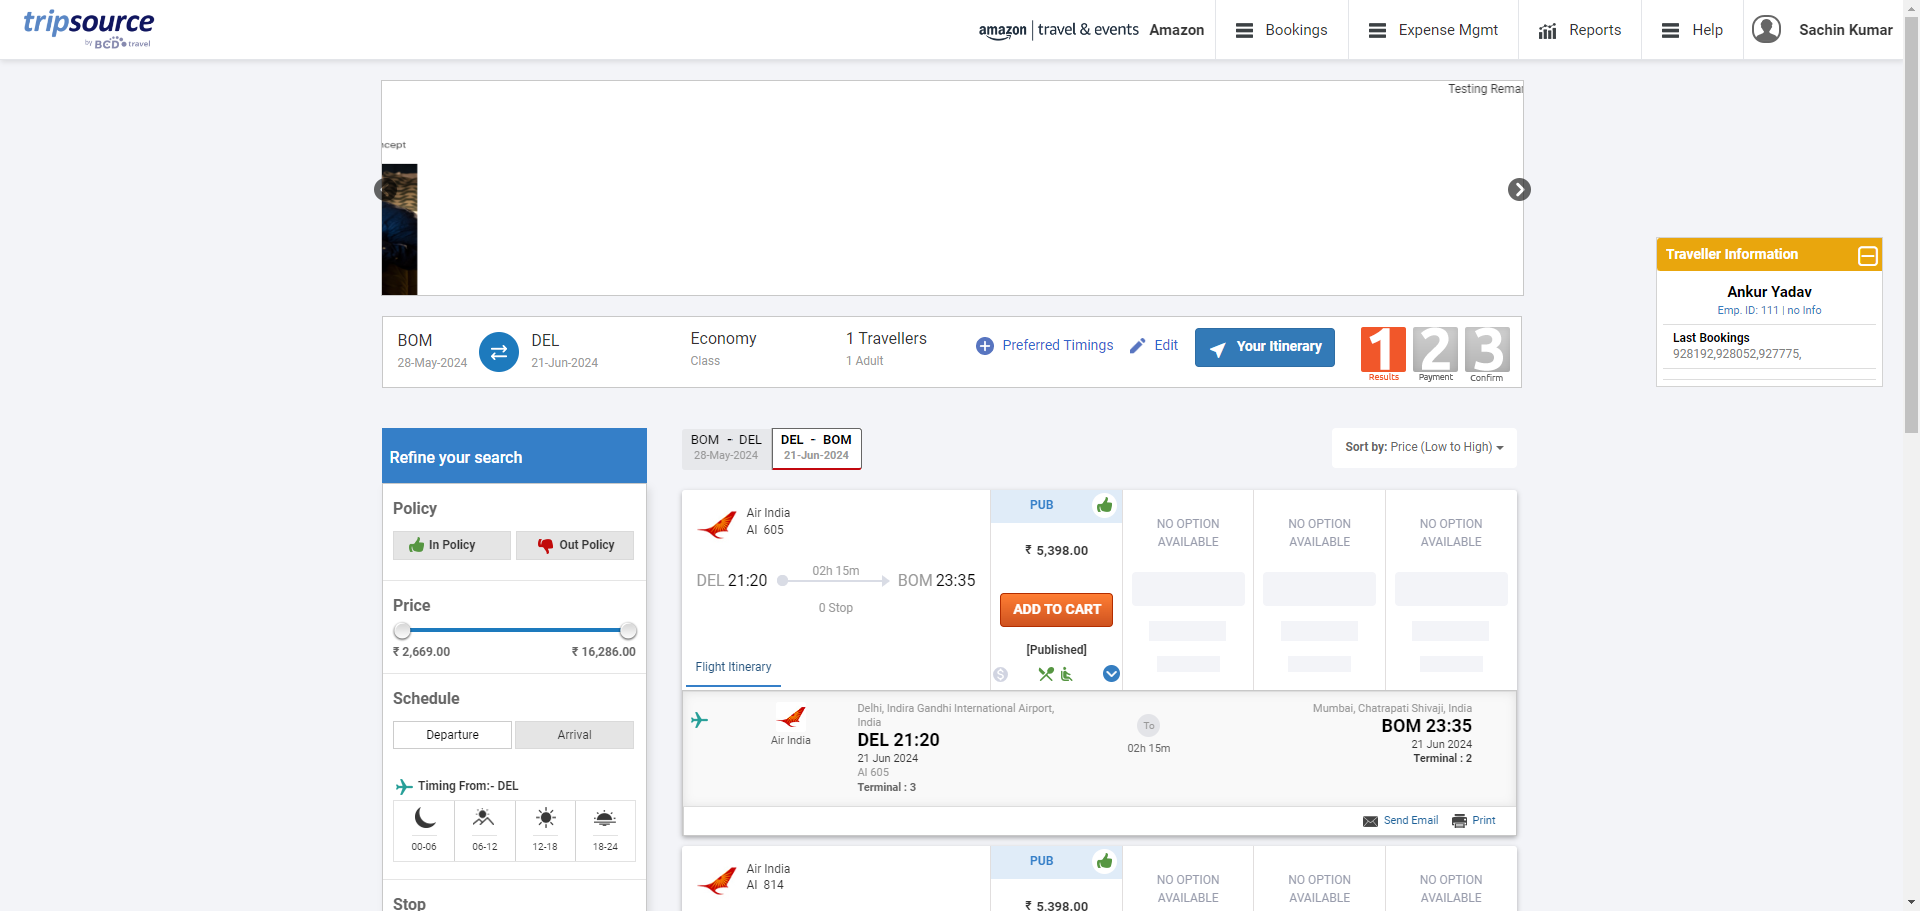 tripsource
by BCD travel
amazon | travel & events Amazon
Bookings
Expense Mgmt
Reports
Help
Sachin Kumar
Testing Remar
ncept
Traveller Information
Ankur Yadav
Emp. ID: 111 | no Info
Last Bookings
928192,928052,927775,
BOM
28-May-2024
DEL
21-Jun-2024
Economy
Class
1 Travellers
1 Adult
Preferred Timings
Edit
Your Itinerary
1
Results
2
Payment
3
Confirm
Refine your search
Policy
In Policy
Out Policy
Price
₹ 2,669.00
₹ 16,286.00
Schedule
Departure
Arrival
Timing From:- DEL
00-06
06-12
12-18
18-24
Stop
BOM - DEL
28-May-2024
DEL - BOM
21-Jun-2024
Sort by: Price (Low to High)
Air India
AI 605
DEL 21:20
02h 15m
BOM 23:35
0 Stop
Flight Itinerary
PUB
₹ 5,398.00
ADD TO CART
[Published]
NO OPTION
AVAILABLE
NO OPTION
AVAILABLE
NO OPTION
AVAILABLE
Air India
Delhi, Indira Gandhi International Airport,
India
DEL 21:20
21 Jun 2024
AI 605
Terminal : 3
To
02h 15m
Mumbai, Chatrapati Shivaji, India
BOM 23:35
21 Jun 2024
Terminal : 2
Send Email
Print
Air India
AI 814
PUB
₹ 5,398.00
NO OPTION
AVAILABLE
NO OPTION
AVAILABLE
NO OPTION
AVAILABLE